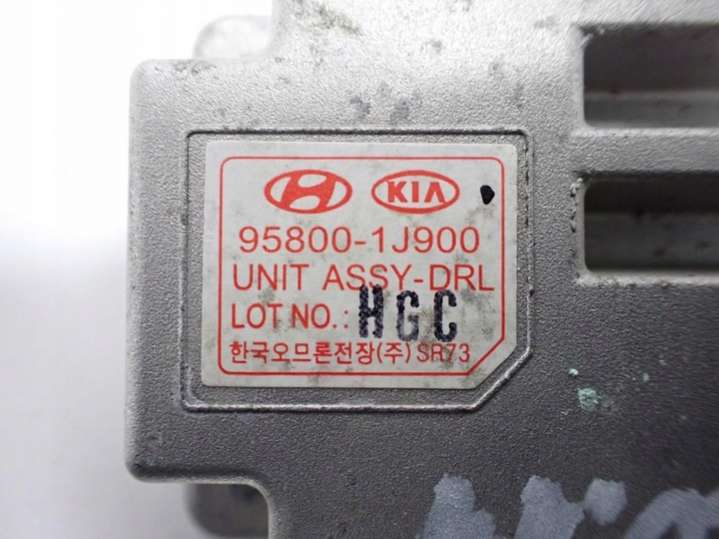 KIA
95800-1J900
UNIT ASSY-DRL
LOT NO.: HGC
한국오므론전장(주) SR73